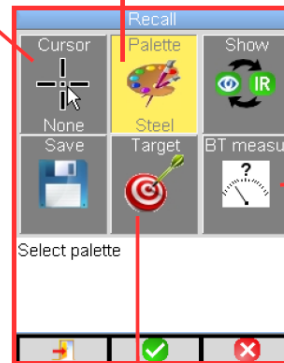 Recall
Cursor Palette Show
IR
None Steel
Save Target BT measu
?
Select palette